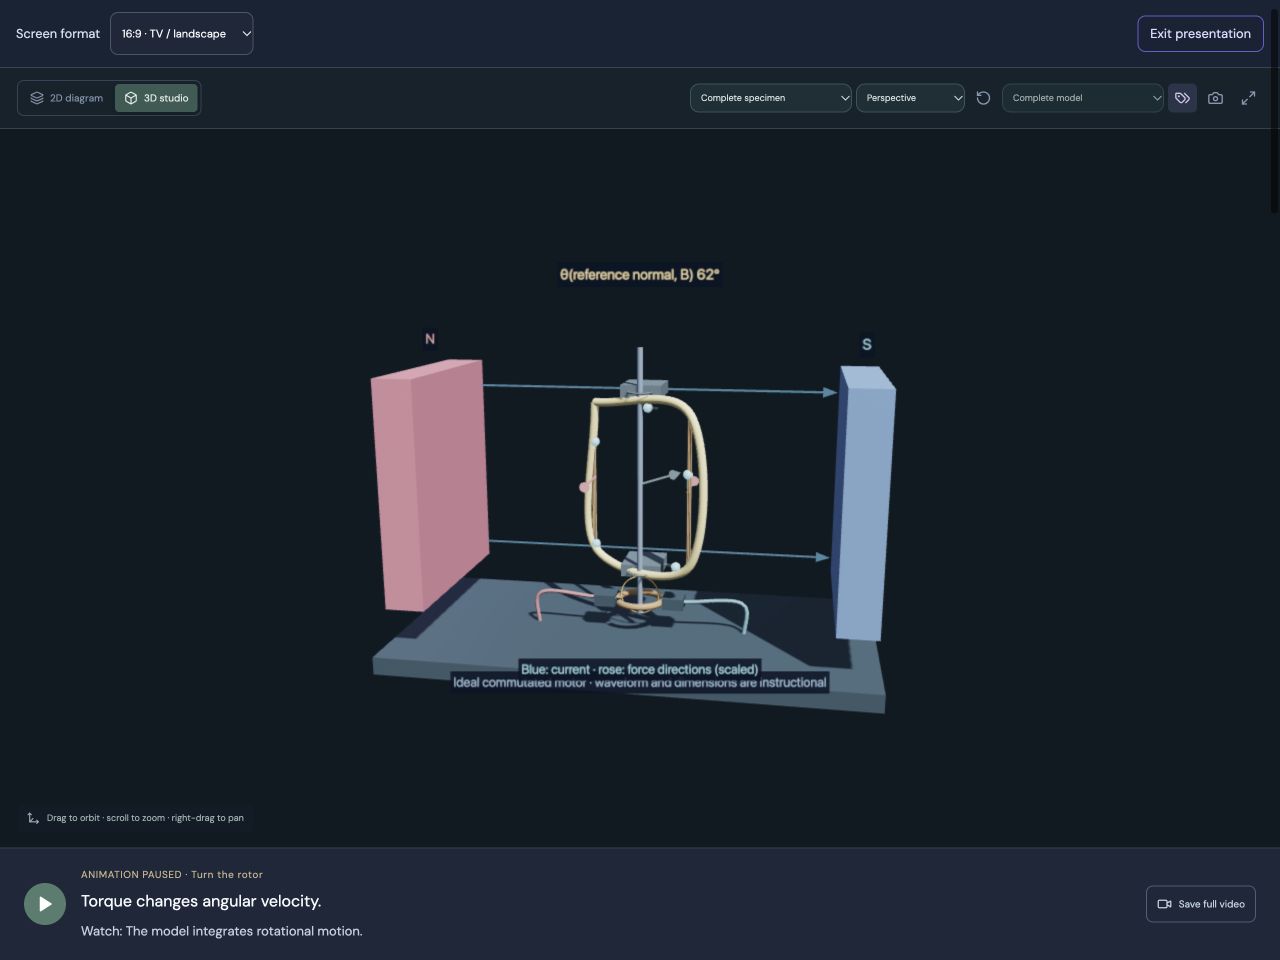 Screen format
16:9 · TV / landscape
Exit presentation
2D diagram
3D studio
Complete specimen
Perspective
Complete model
θ(reference normal, B) 62°
N
S
Blue: current · rose: force directions (scaled)
Ideal commutated motor · waveform and dimensions are instructional
Drag to orbit · scroll to zoom · right-drag to pan
ANIMATION PAUSED · Turn the rotor
Torque changes angular velocity.
Watch: The model integrates rotational motion.
Save full video